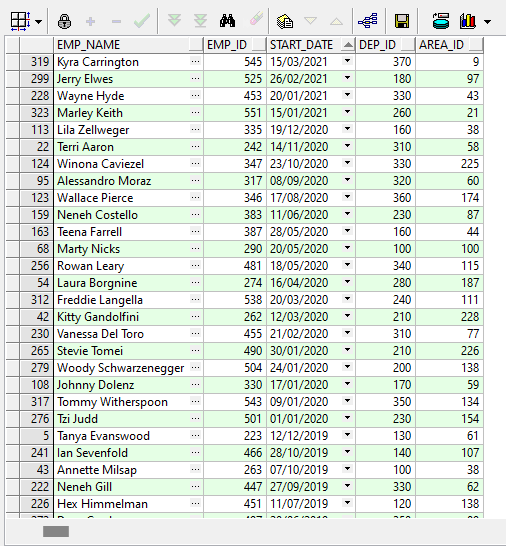 EMP_NAME EMP_ID START_DATE DEP_ID AREA_ID
319 Kyra Carrington ... 545 15/03/2021 370 9
299 Jerry Elwes ... 525 26/02/2021 180 97
228 Wayne Hyde ... 453 20/01/2021 330 43
323 Marley Keith ... 551 15/01/2021 260 21
113 Lila Zellweger ... 335 19/12/2020 160 38
22 Terri Aaron ... 242 14/11/2020 310 58
124 Winona Caviezel ... 347 23/10/2020 330 225
95 Alessandro Moraz ... 317 08/09/2020 320 60
123 Wallace Pierce ... 346 17/08/2020 360 174
159 Neneh Costello ... 383 11/06/2020 230 87
163 Teena Farrell ... 387 28/05/2020 160 44
68 Marty Nicks ... 290 20/05/2020 100 100
256 Rowan Leary ... 481 18/05/2020 340 115
54 Laura Borgnine ... 274 16/04/2020 280 187
312 Freddie Langella ... 538 20/03/2020 240 111
42 Kitty Gandolfini ... 262 12/03/2020 210 228
230 Vanessa Del Toro ... 455 21/02/2020 310 77
265 Stevie Tomei ... 490 30/01/2020 210 226
279 Woody Schwarzenegger ... 504 24/01/2020 200 138
108 Johnny Dolenz ... 330 17/01/2020 170 59
317 Tommy Witherspoon ... 543 09/01/2020 350 134
276 Tzi Judd ... 501 01/01/2020 230 154
5 Tanya Evanswood ... 223 12/12/2019 130 61
241 Ian Sevenfold ... 466 28/10/2019 140 107
43 Annette Milsap ... 263 07/10/2019 100 38
222 Neneh Gill ... 447 27/09/2019 330 62
226 Hex Himmelman ... 451 11/07/2019 120 138